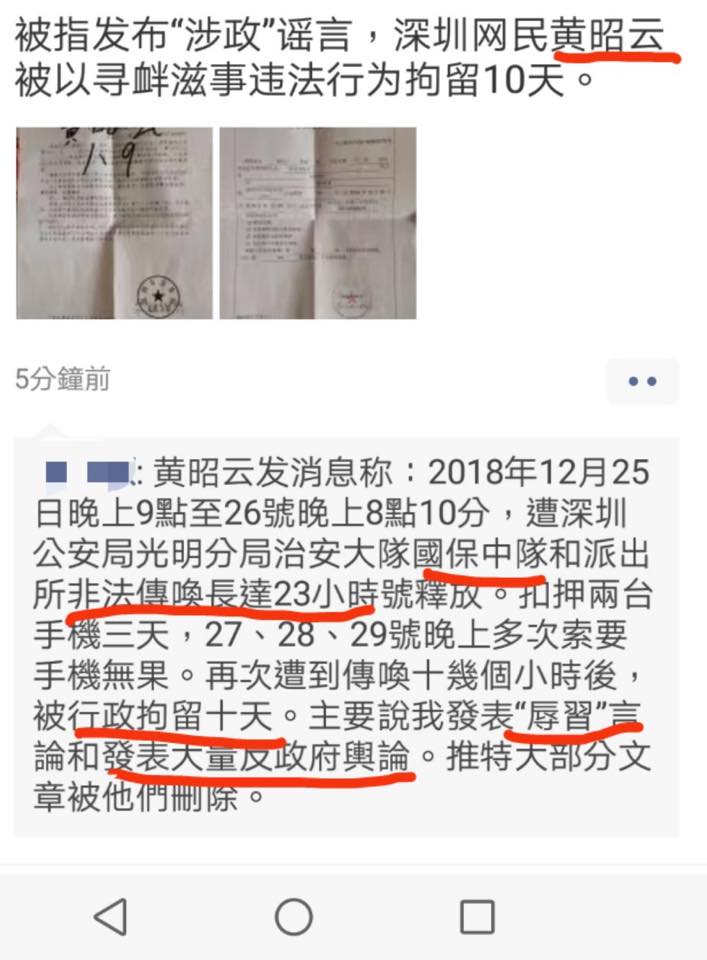 被指发布“涉政”谣言，深圳网民黄昭云
被以寻衅滋事违法行为拘留10天。
八9
5分鐘前
: 黄昭云发消息称：2018年12月25
日晚上9點至26號晚上8點10分，遭深圳
公安局光明分局治安大隊國保中隊和派出
所非法傳喚長達23小時號釋放。扣押兩台
手機三天，27、28、29號晚上多次索要
手機無果。再次遭到傳喚十幾個小時後，
被行政拘留十天。主要說我發表“辱習”言
論和發表大量反政府輿論。推特大部分文
章被他們刪除。